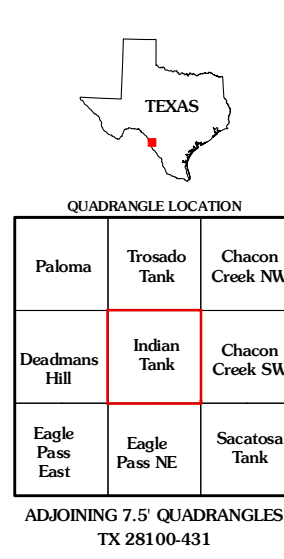 TEXAS
QUADRANGLE LOCATION
Paloma
Trosado
Tank
Chacon
Creek NW
Deadmans
Hill
Indian
Tank
Chacon
Creek SW
Eagle
Pass
East
Eagle
Pass NE
Sacatosa
Tank
ADJOINING 7.5' QUADRANGLES
TX 28100-431